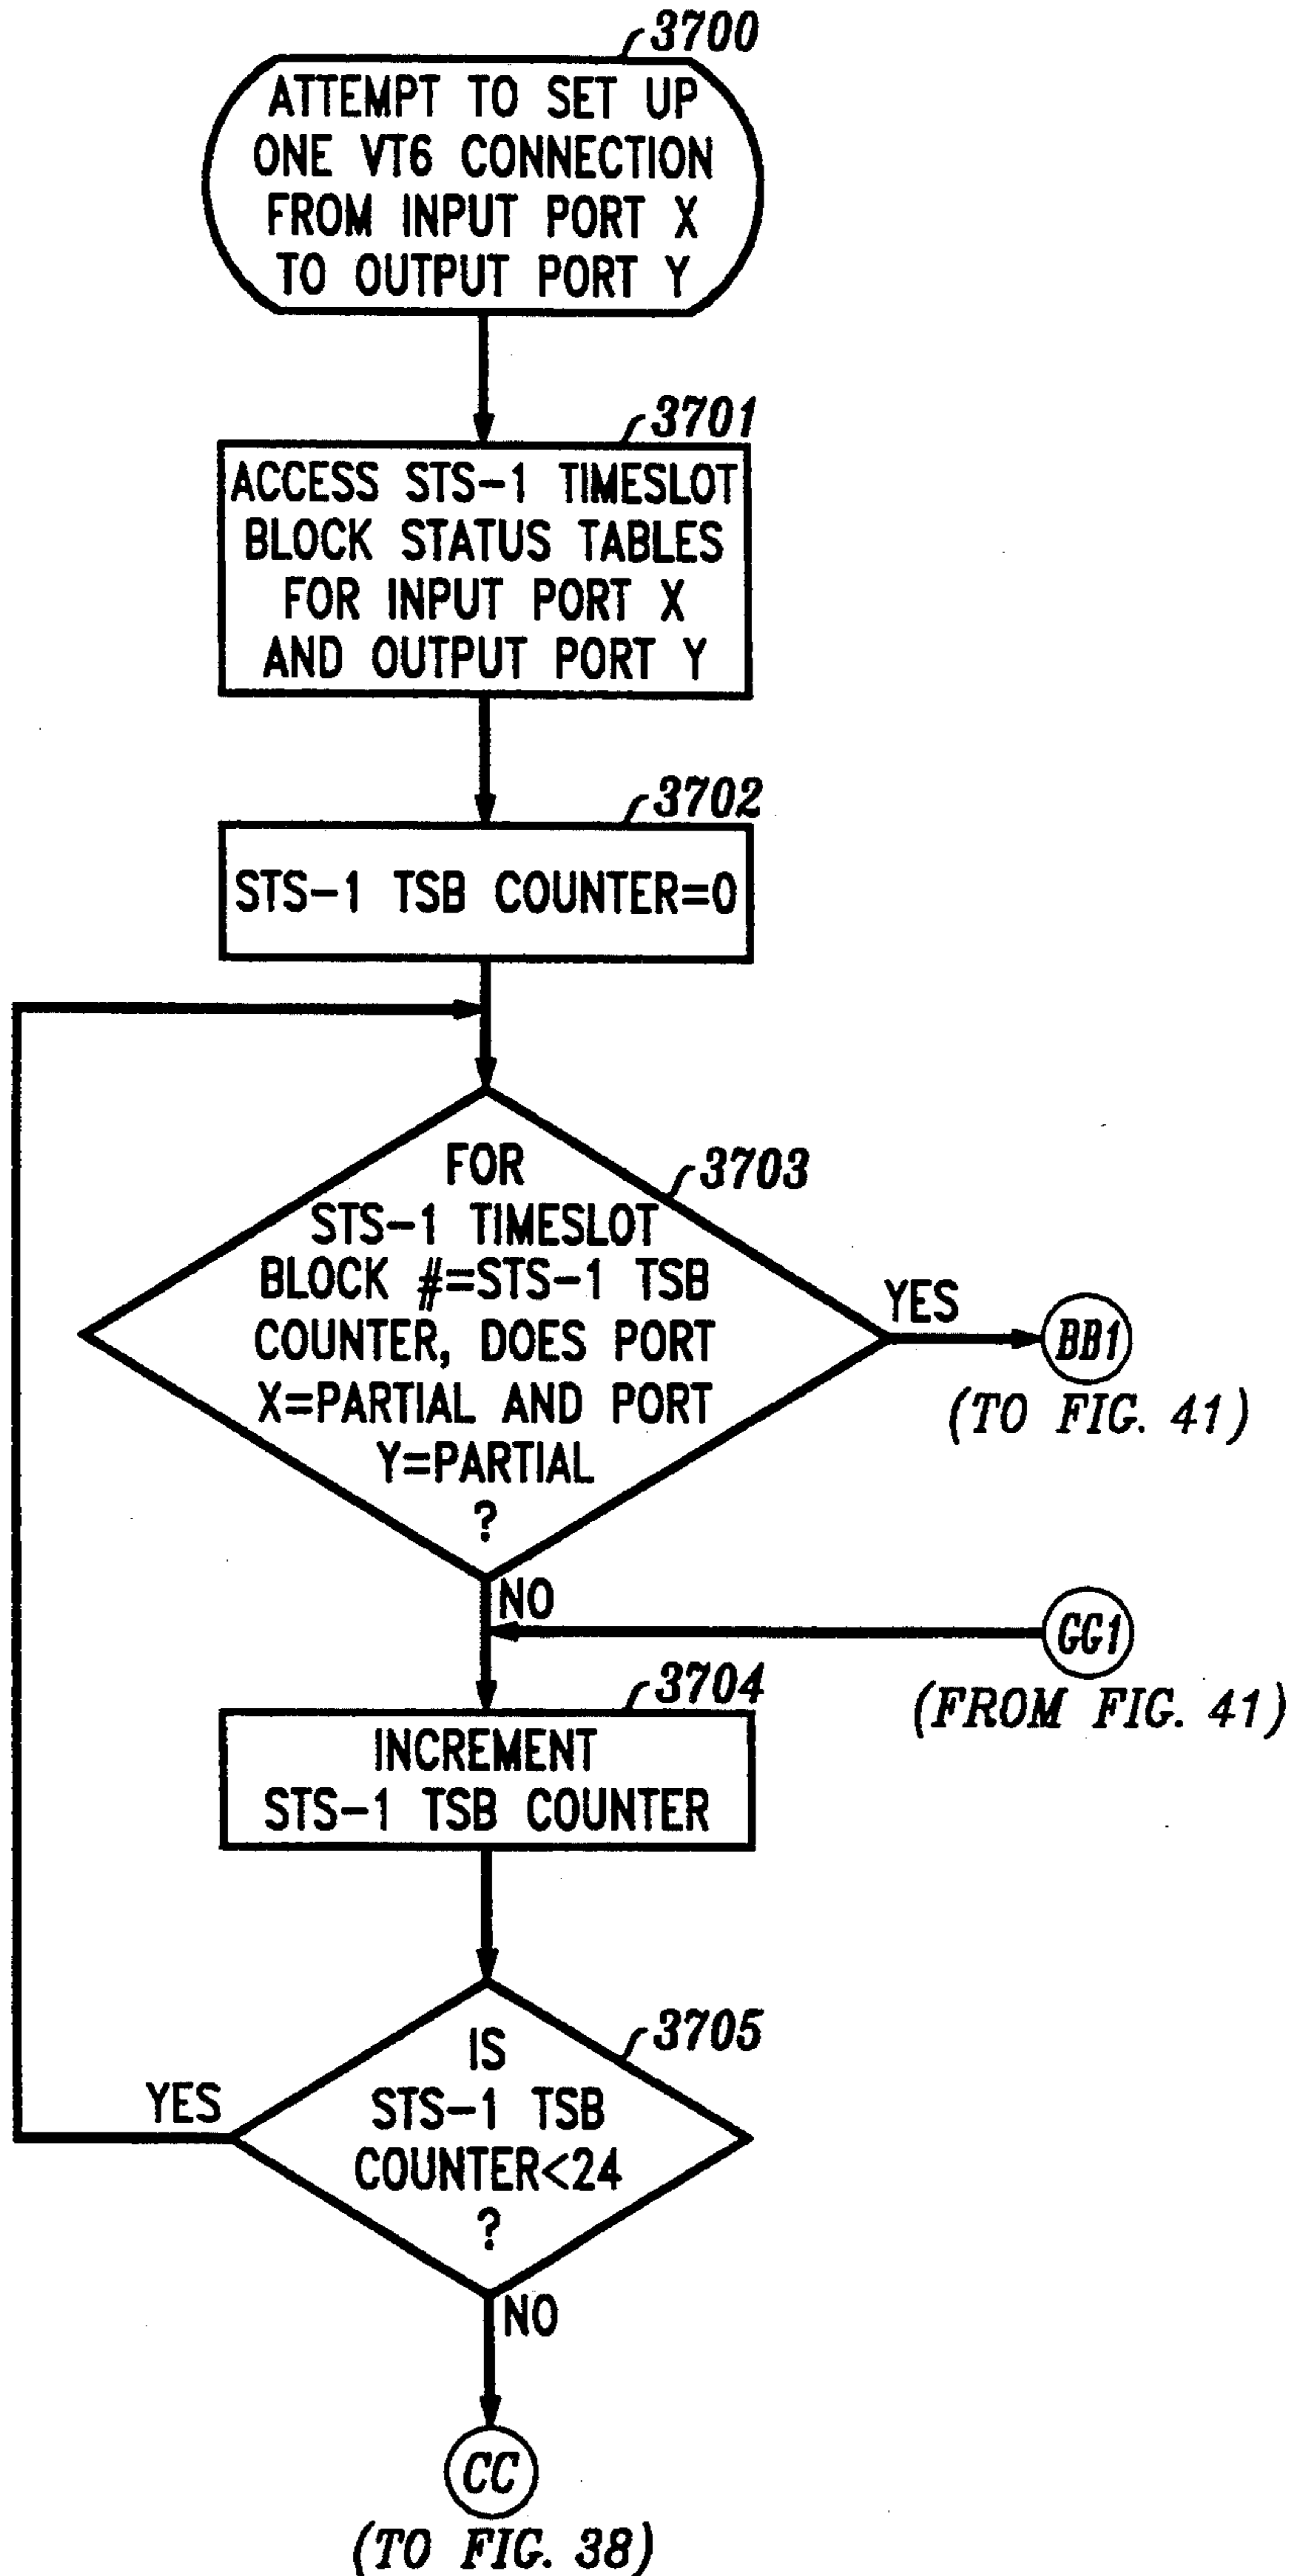 3700
ATTEMPT TO SET UP
ONE VT6 CONNECTION
FROM INPUT PORT X
TO OUTPUT PORT Y
3701
ACCESS STS-1 TIMESLOT
BLOCK STATUS TABLES
FOR INPUT PORT X
AND OUTPUT PORT Y
3702
STS-1 TSB COUNTER=0
3703
FOR
STS-1 TIMESLOT
BLOCK #=STS-1 TSB
COUNTER, DOES PORT
X=PARTIAL AND PORT
Y=PARTIAL
?
YES
BB1
(TO FIG. 41)
NO
GG1
(FROM FIG. 41)
3704
INCREMENT
STS-1 TSB COUNTER
3705
IS
STS-1 TSB
COUNTER<24
?
YES
NO
CC
(TO FIG. 38)